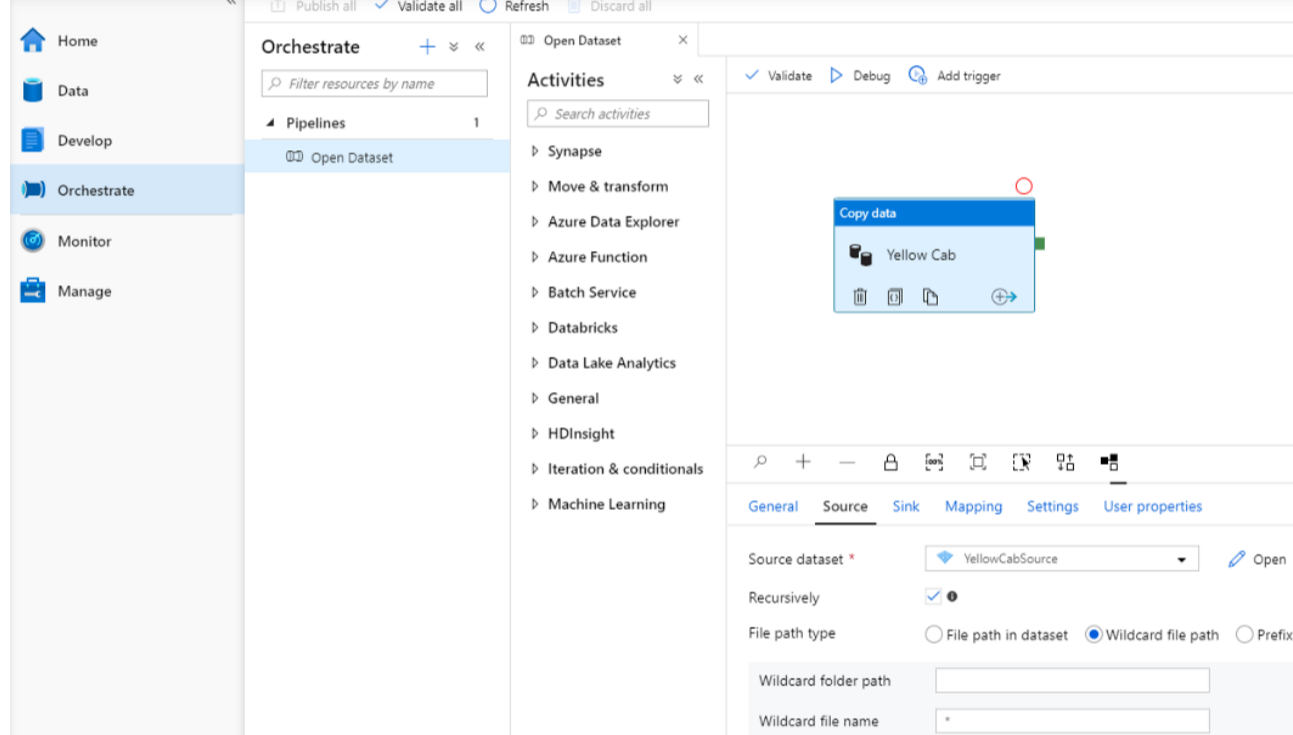 Publish all
Validate all
Refresh
Discard all
Home
Data
Develop
Orchestrate
Monitor
Manage
Orchestrate
Filter resources by name
Pipelines 1
Open Dataset
Open Dataset
Activities
Search activities
Synapse
Move & transform
Azure Data Explorer
Azure Function
Batch Service
Databricks
Data Lake Analytics
General
HDInsight
Iteration & conditionals
Machine Learning
Validate Debug Add trigger
Copy data
Yellow Cab
100%
General Source Sink Mapping Settings User properties
Source dataset * YellowCabSource Open
Recursively
File path type File path in dataset Wildcard file path Prefix
Wildcard folder path
Wildcard file name *